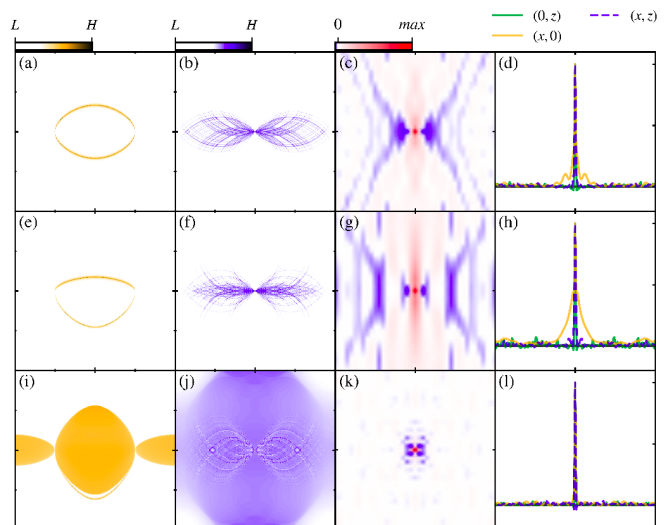 L H L H 0 max (0, z) (x, z)
(x, 0)
(a) (b) (c) (d)
(e) (f) (g) (h)
(i) (j) (k) (l)